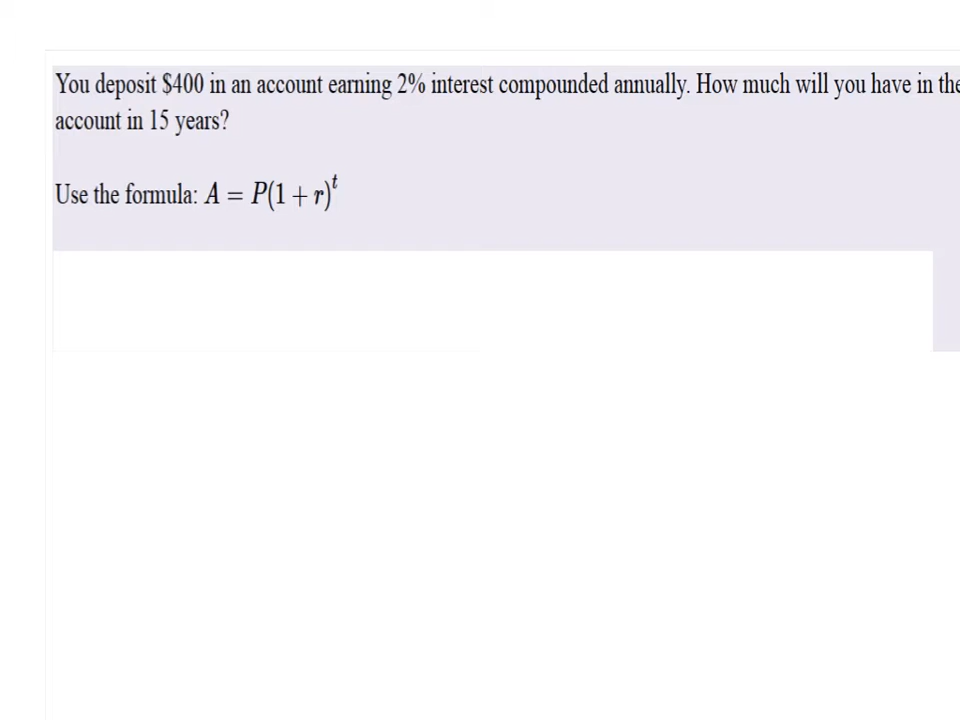 You deposit $400 in an account earning 2% interest compounded annually. How much will you have in the
account in 15 years?
Use the formula: A = P(1 + r)^t